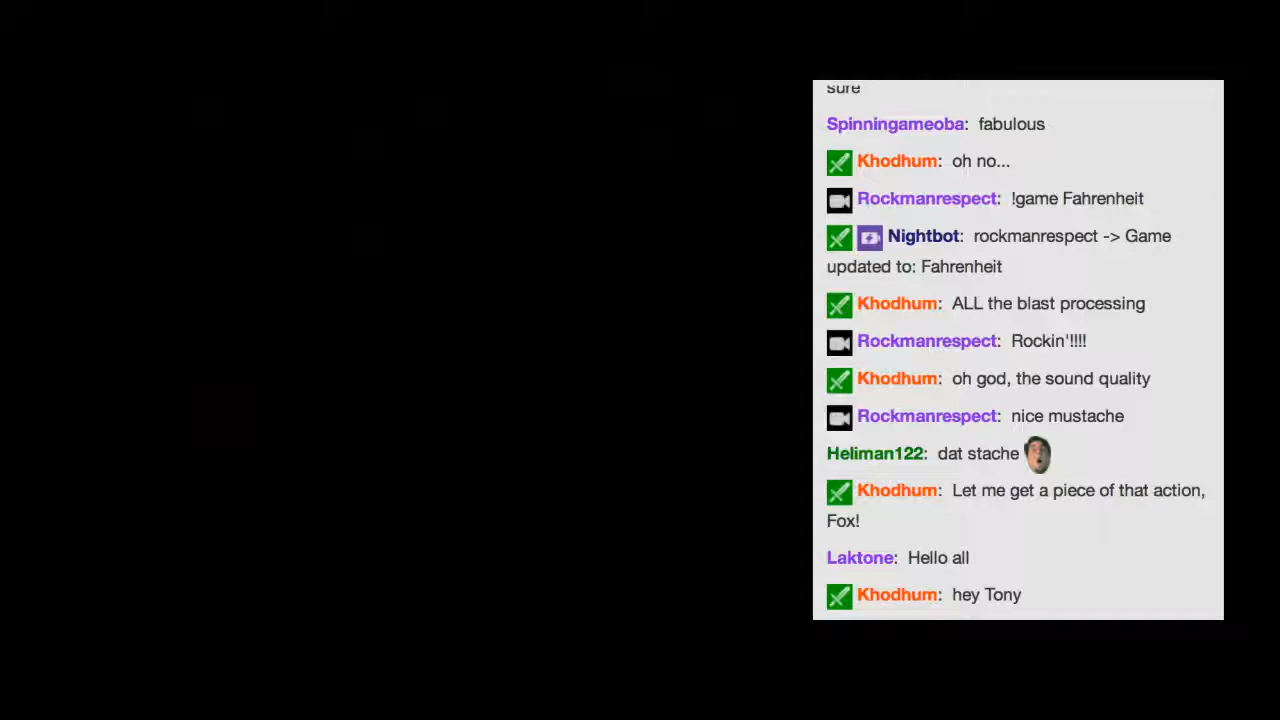 sure
Spinningameoba: fabulous
Khodhum: oh no...
Rockmanrespect: !game Fahrenheit
Nightbot: rockmanrespect -> Game
updated to: Fahrenheit
Khodhum: ALL the blast processing
Rockmanrespect: Rockin'!!!!
Khodhum: oh god, the sound quality
Rockmanrespect: nice mustache
Heliman122: dat stache
Khodhum: Let me get a piece of that action,
Fox!
Laktone: Hello all
Khodhum: hey Tony